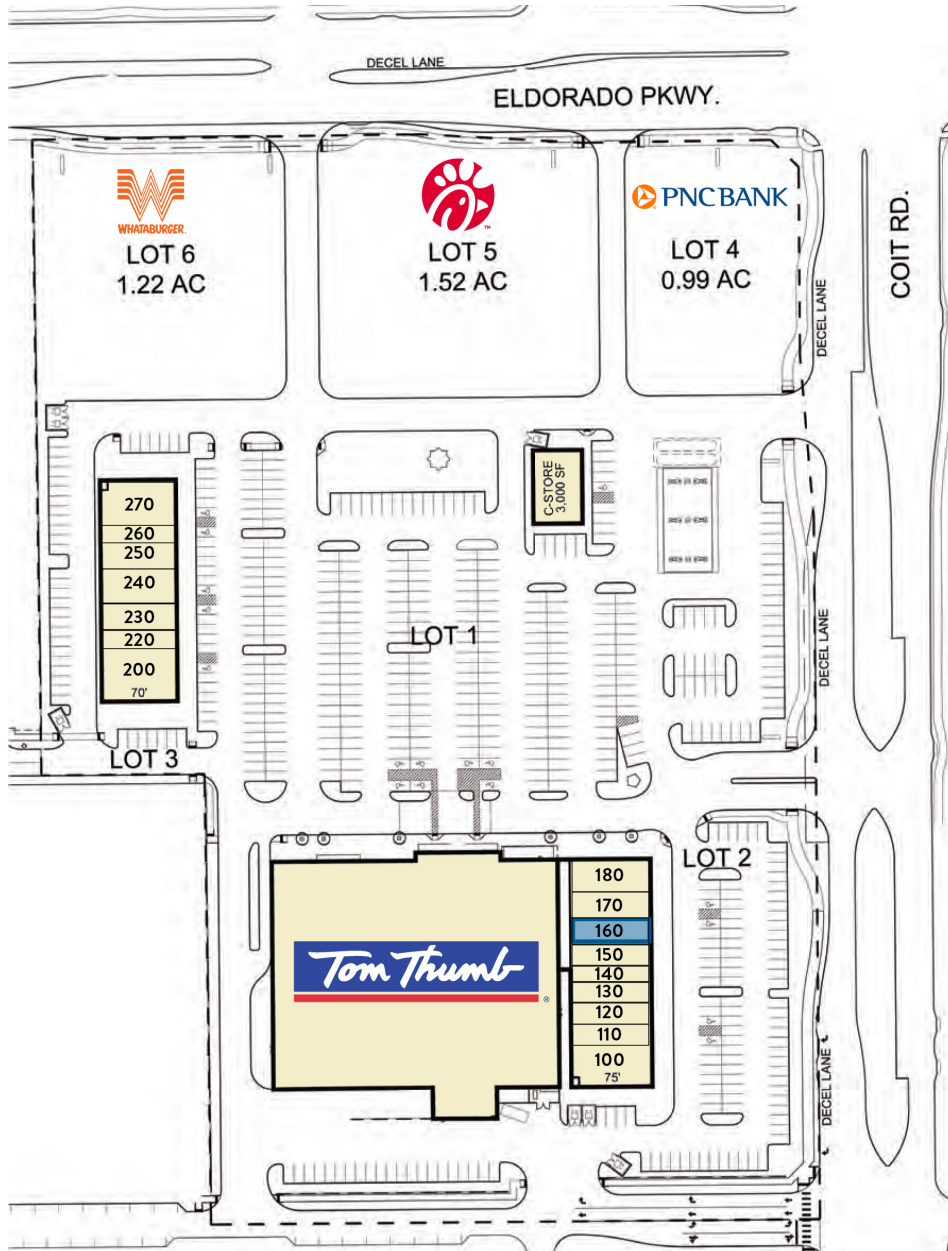 DECEL LANE
ELDORADO PKWY.
WHATABURGER.
LOT 6
1.22 AC
™
LOT 5
1.52 AC
PNC BANK
LOT 4
0.99 AC
COIT RD.
DECEL LANE
C-STORE
3,000 SF
270
260
250
240
230
220
200
70'
LOT 1
DECEL LANE
LOT 3
LOT 2
180
170
160
150
140
130
120
110
100
75'
Tom Thumb
®
DECEL LANE